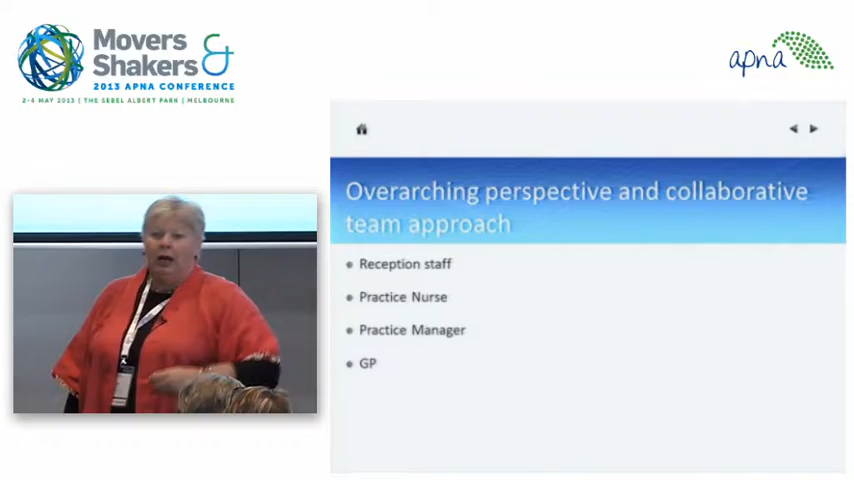 Movers
Shakers &
2013 APNA CONFERENCE
2-4 MAY 2013 | THE SEBEL ALBERT PARK | MELBOURNE
apna
Overarching perspective and collaborative
team approach
Reception staff
Practice Nurse
Practice Manager
GP